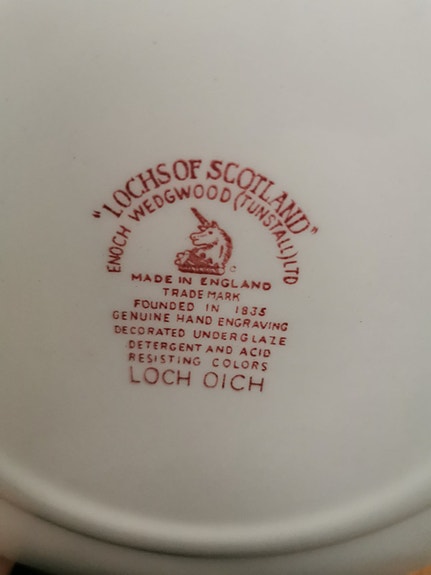 "LOCHS OF SCOTLAND"
ENOCH WEDGWOOD (TUNSTALL) LTD
MADE IN ENGLAND
TRADE MARK
FOUNDED IN 1835
GENUINE HAND ENGRAVING
DECORATED UNDERGLAZE
DETERGENT AND ACID
RESISTING COLORS
LOCH OICH